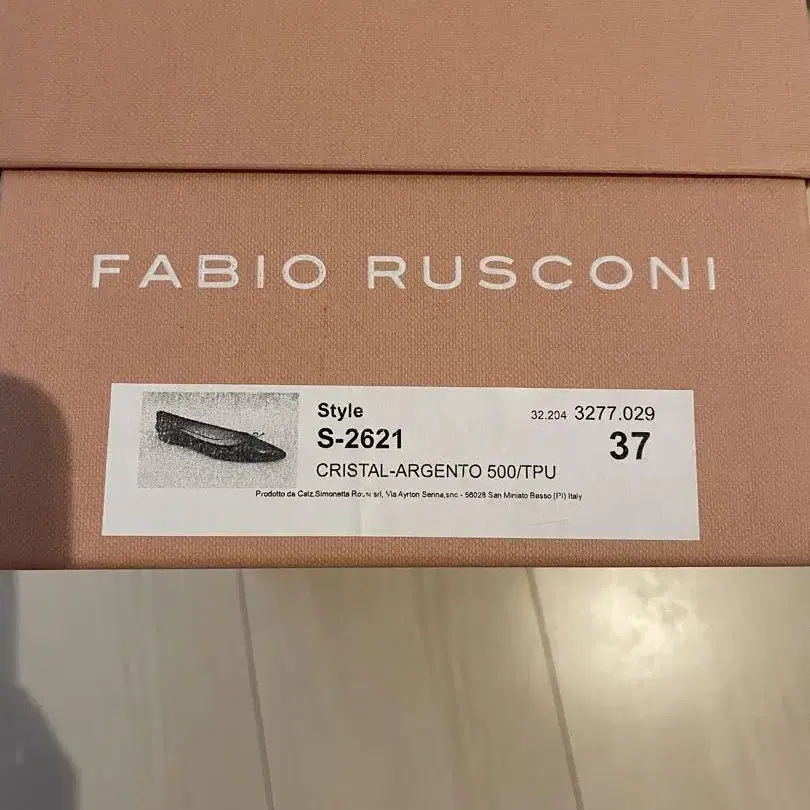 FABIO RUSCONI
Style
32.204 3277.029
S-2621
37
CRISTAL-ARGENTO 500/TPU
Prodotto da Calz.Simonetta Rossi srl, Via Ayrton Senna,snc - 56028 San Miniato Basso (PI) Italy